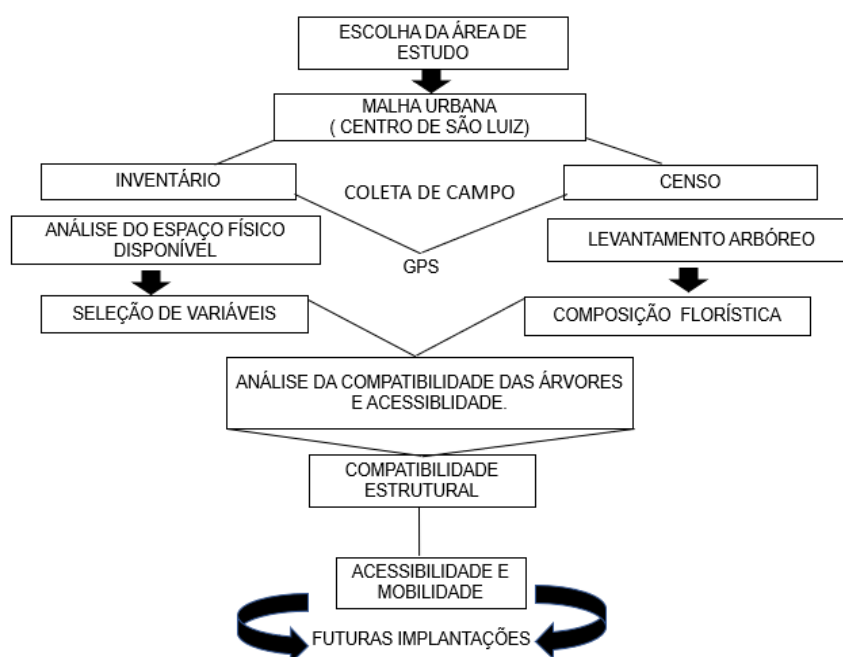 ESCOLHA DA ÁREA DE
ESTUDO
MALHA URBANA
( CENTRO DE SÃO LUIZ)
INVENTÁRIO
COLETA DE CAMPO
CENSO
ANÁLISE DO ESPAÇO FÍSICO
DISPONÍVEL
GPS
LEVANTAMENTO ARBÓREO
SELEÇÃO DE VARIÁVEIS
COMPOSIÇÃO FLORÍSTICA
ANÁLISE DA COMPATIBILIDADE DAS ÁRVORES
E ACESSIBLIDADE.
COMPATIBILIDADE
ESTRUTURAL
ACESSIBILIDADE E
MOBILIDADE
FUTURAS IMPLANTAÇÕES